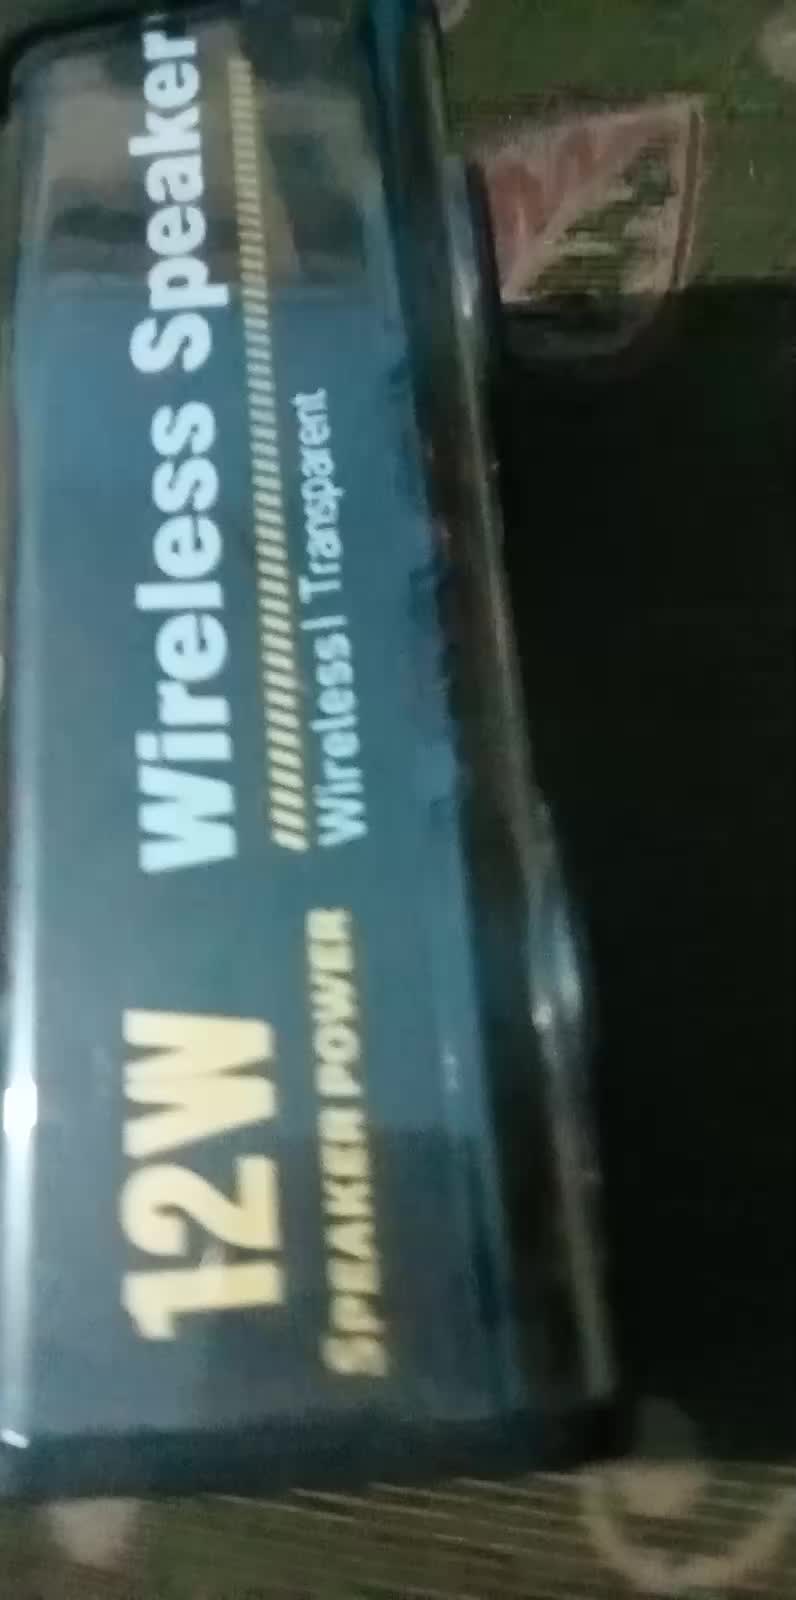 Wireless Speaker
Wireless | Transparent
12W
SPEAKER POWER